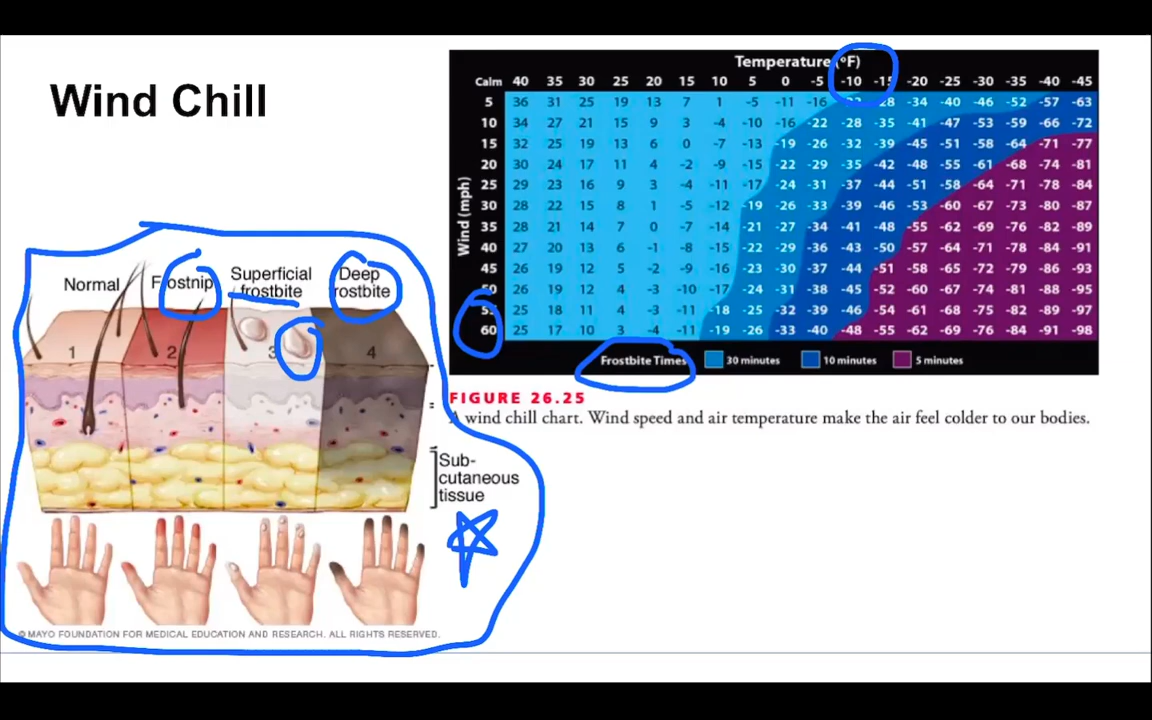 Wind Chill
Temperature (°F)
Calm 40 35 30 25 20 15 10 5 0 -5 -10 -15 -20 -25 -30 -35 -40 -45
5 36 31 25 19 13 7 1 -5 -11 -16 -28 -34 -40 -46 -52 -57 -63
10 34 27 21 15 9 3 -4 -10 -16 -22 -28 -35 -41 -47 -53 -59 -66 -72
15 32 25 19 13 6 0 -7 -13 -19 -26 -32 -39 -45 -51 -58 -64 -71 -77
20 30 24 17 11 4 -2 -9 -15 -22 -29 -35 -42 -48 -55 -61 -68 -74 -81
25 29 23 16 9 3 -4 -11 -17 -24 -31 -37 -44 -51 -58 -64 -71 -78 -84
30 28 22 15 8 1 -5 -12 -19 -26 -33 -39 -46 -53 -60 -67 -73 -80 -87
35 28 21 14 7 0 -7 -14 -21 -27 -34 -41 -48 -55 -62 -69 -76 -82 -89
40 27 20 13 6 -1 -8 -15 -22 -29 -36 -43 -50 -57 -64 -71 -78 -84 -91
45 26 19 12 5 -2 -9 -16 -23 -30 -37 -44 -51 -58 -65 -72 -79 -86 -93
26 19 12 4 -3 -10 -17 -24 -31 -38 -45 -52 -60 -67 -74 -81 -88 -95
25 18 11 4 -3 -11 -18 -25 -32 -39 -46 -54 -61 -68 -75 -82 -89 -97
60 25 17 10 3 -4 -11 -19 -26 -33 -40 -48 -55 -62 -69 -76 -84 -91 -98
Wind (mph)
Frostbite Times 30 minutes 10 minutes 5 minutes
FIGURE 26.25
A wind chill chart. Wind speed and air temperature make the air feel colder to our bodies.
Normal
Frostnip
Superficial
frostbite
Deep
frostbite
1 2 3 4
Sub-
cutaneous
tissue
© MAYO FOUNDATION FOR MEDICAL EDUCATION AND RESEARCH. ALL RIGHTS RESERVED.